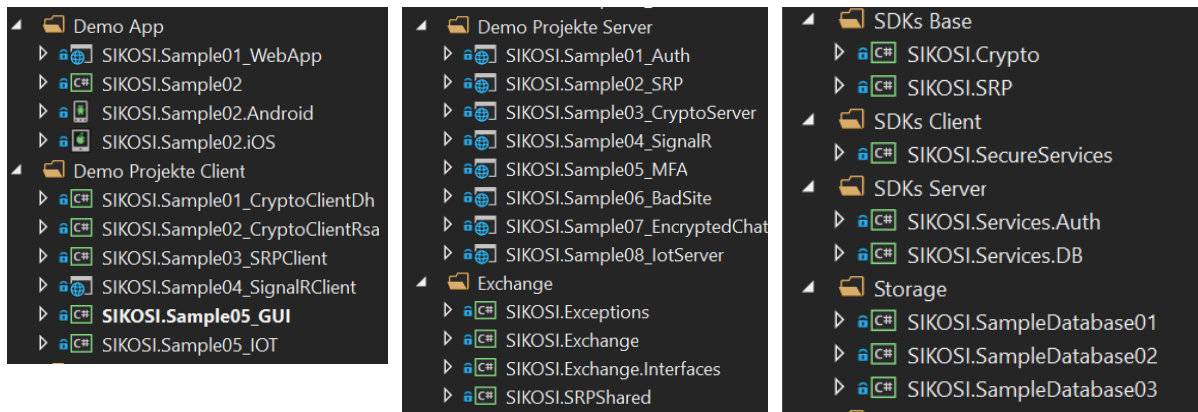 Demo App
SIKOSI.Sample01_WebApp
C# SIKOSI.Sample02
SIKOSI.Sample02.Android
SIKOSI.Sample02.iOS
Demo Projekte Client
C# SIKOSI.Sample01_CryptoClientDh
C# SIKOSI.Sample02_CryptoClientRsa
C# SIKOSI.Sample03_SRPClient
SIKOSI.Sample04_SignalRClient
C# SIKOSI.Sample05_GUI
C# SIKOSI.Sample05_IOT
Demo Projekte Server
SIKOSI.Sample01_Auth
SIKOSI.Sample02_SRP
SIKOSI.Sample03_CryptoServer
SIKOSI.Sample04_SignalR
SIKOSI.Sample05_MFA
SIKOSI.Sample06_BadSite
SIKOSI.Sample07_EncryptedChat
SIKOSI.Sample08_IotServer
Exchange
C# SIKOSI.Exceptions
C# SIKOSI.Exchange
C# SIKOSI.Exchange.Interfaces
C# SIKOSI.SRPShared
SDKs Base
C# SIKOSI.Crypto
C# SIKOSI.SRP
SDKs Client
C# SIKOSI.SecureServices
SDKs Server
C# SIKOSI.Services.Auth
C# SIKOSI.Services.DB
Storage
C# SIKOSI.SampleDatabase01
C# SIKOSI.SampleDatabase02
C# SIKOSI.SampleDatabase03